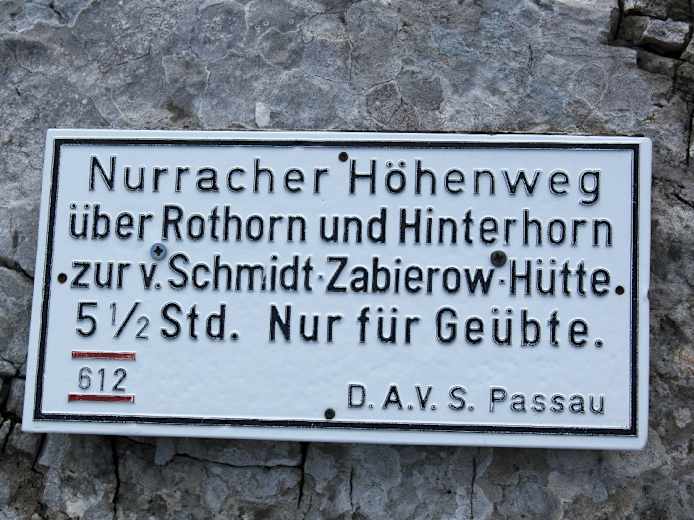 Nurracher Höhenweg
über Rothorn und Hinterhorn
zur v. Schmidt-Zabierow-Hütte.
5 1/2 Std. Nur für Geübte.
612
D.A.V. S. Passau